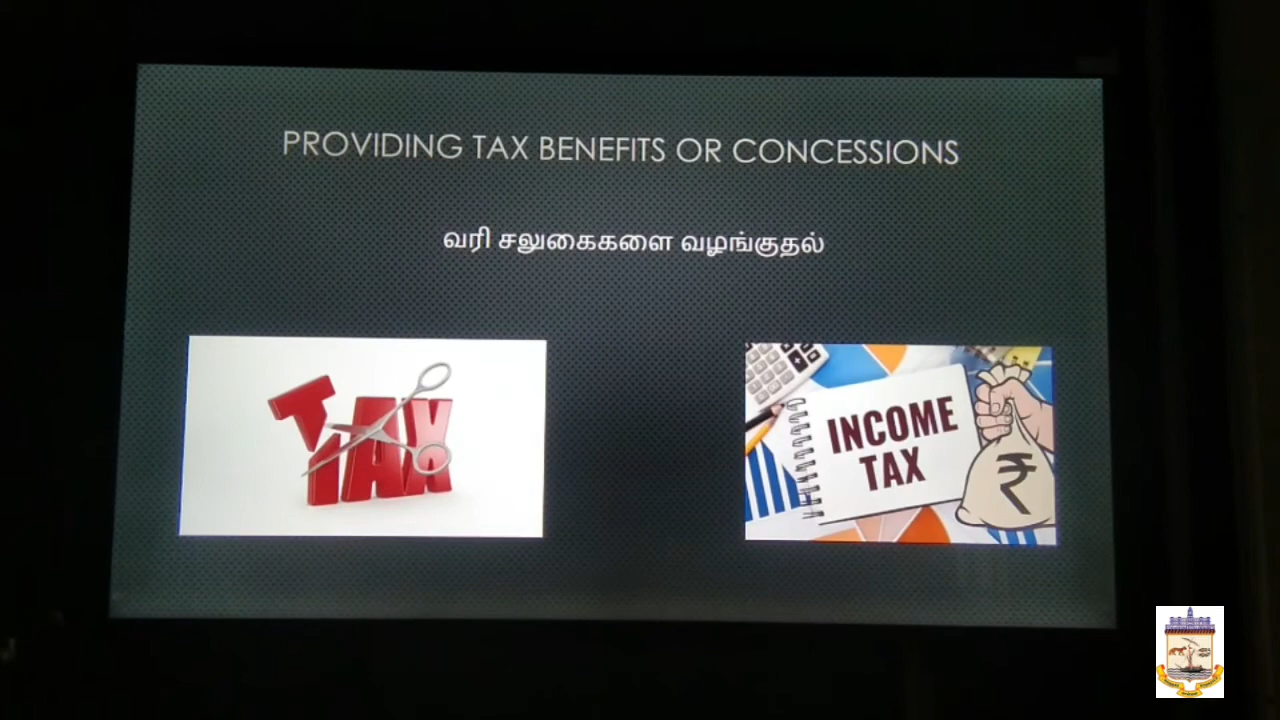 PROVIDING TAX BENEFITS OR CONCESSIONS
வரி சலுகைகளை வழங்குதல்
TAX
INCOME
TAX
₹